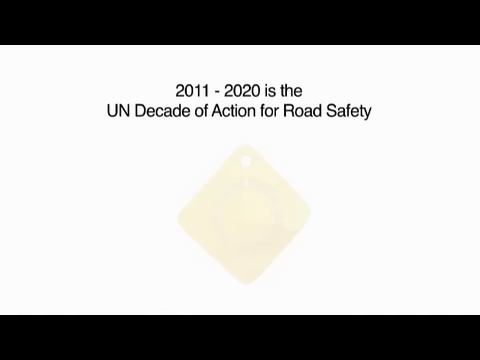 2011 - 2020 is the
UN Decade of Action for Road Safety